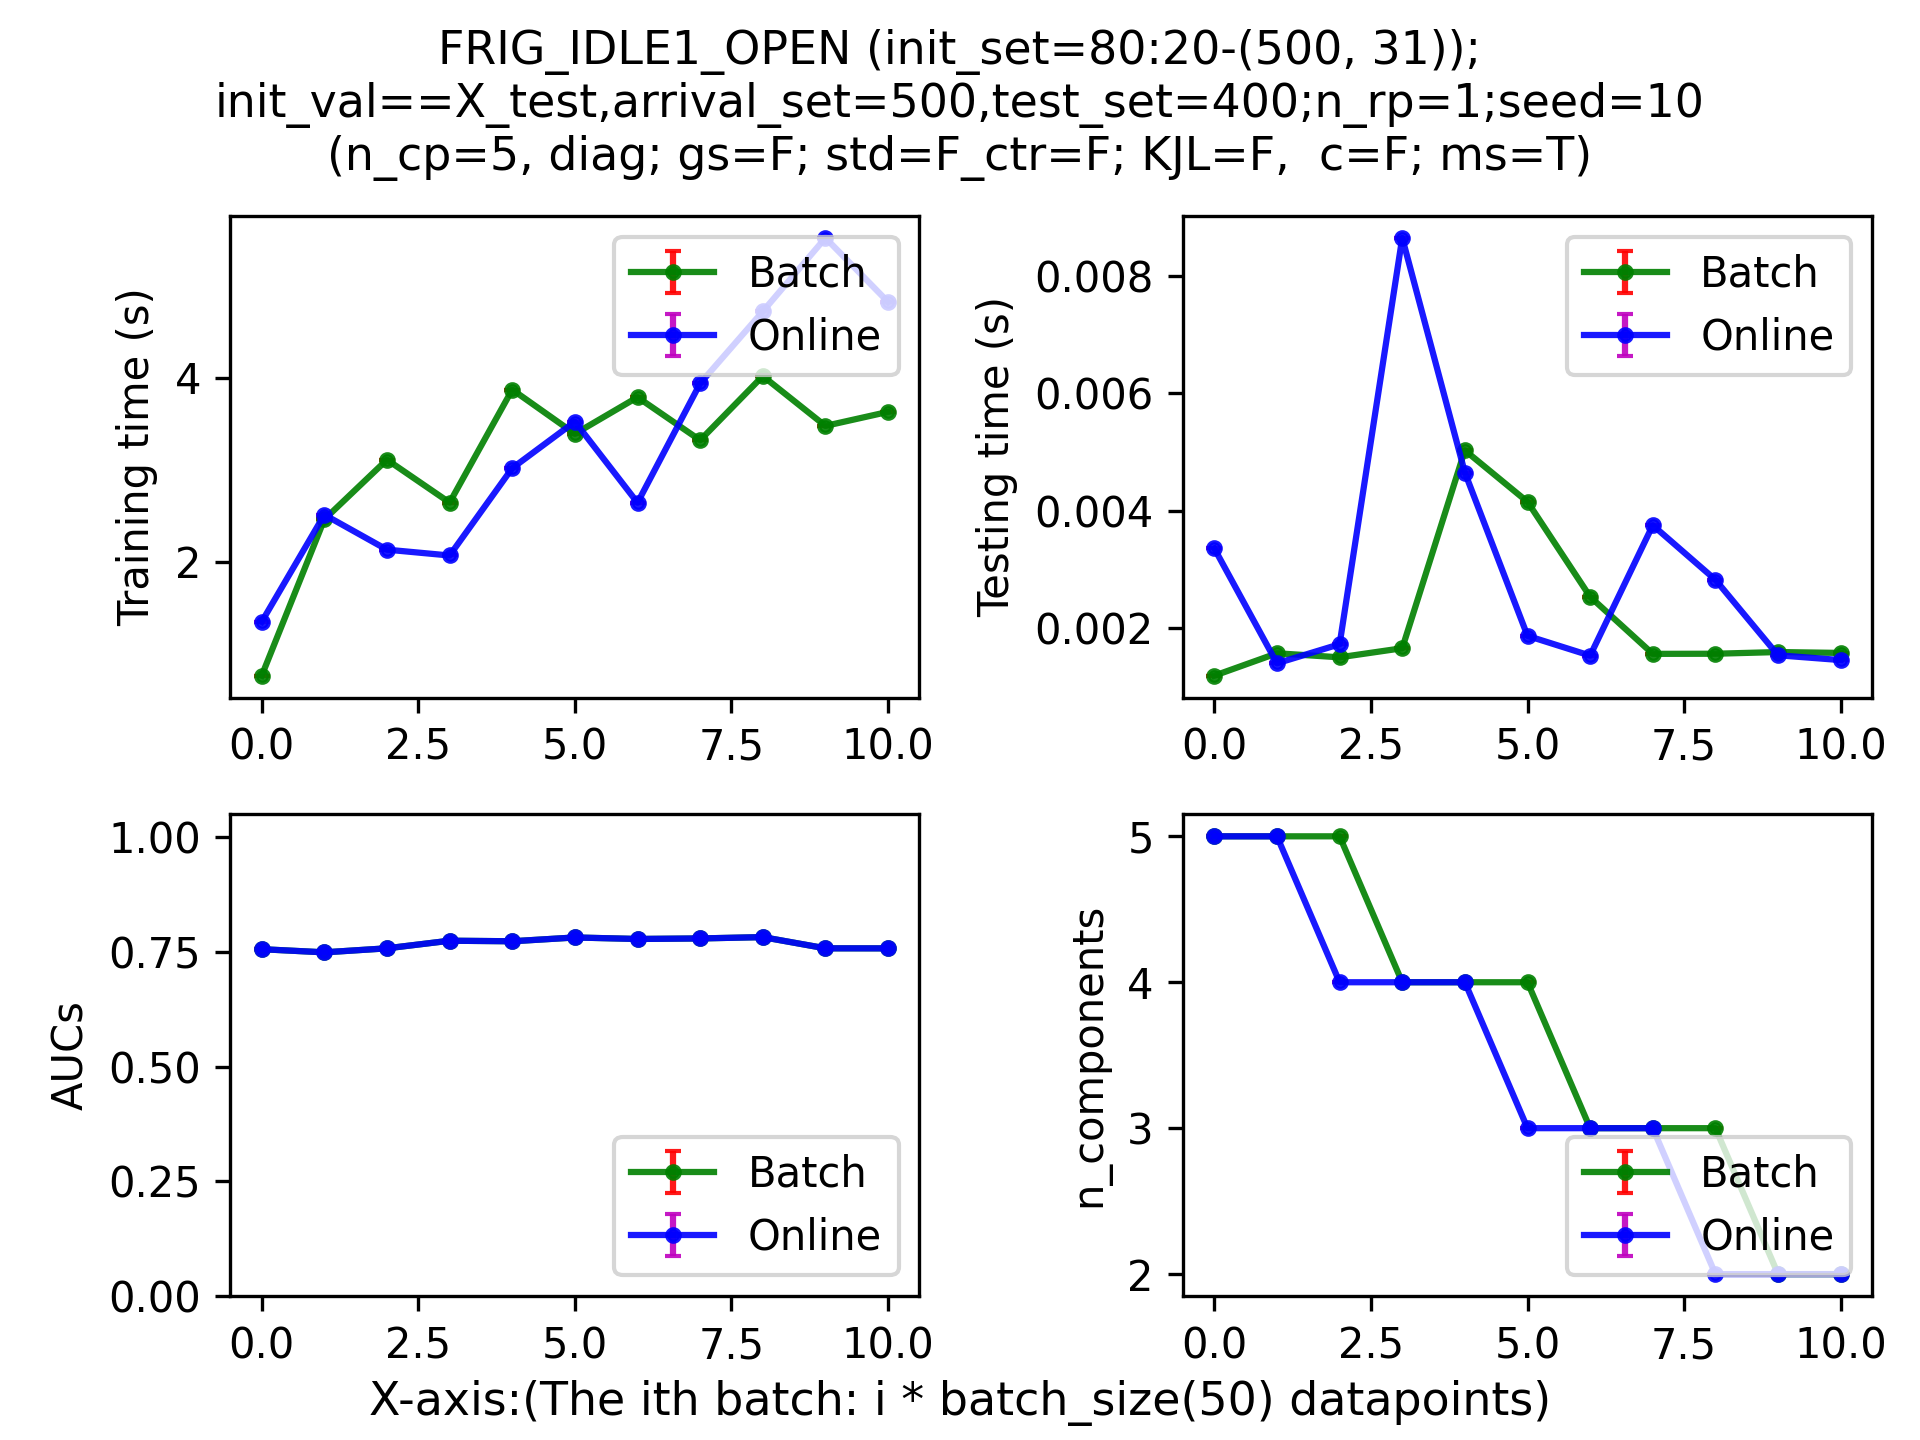 FRIG_IDLE1_OPEN (init_set=80:20-(500, 31));
init_val==X_test,arrival_set=500,test_set=400;n_rp=1;seed=10
(n_cp=5, diag; gs=F; std=F_ctr=F; KJL=F,  c=F; ms=T)
Training time (s)
4
2
0.0 2.5 5.0 7.5 10.0
Batch
Online
Testing time (s)
0.008
0.006
0.004
0.002
0.0 2.5 5.0 7.5 10.0
Batch
Online
AUCs
1.00
0.75
0.50
0.25
0.00
0.0 2.5 5.0 7.5 10.0
Batch
Online
n_components
5
4
3
2
0.0 2.5 5.0 7.5 10.0
Batch
Online
X-axis:(The ith batch: i * batch_size(50) datapoints)